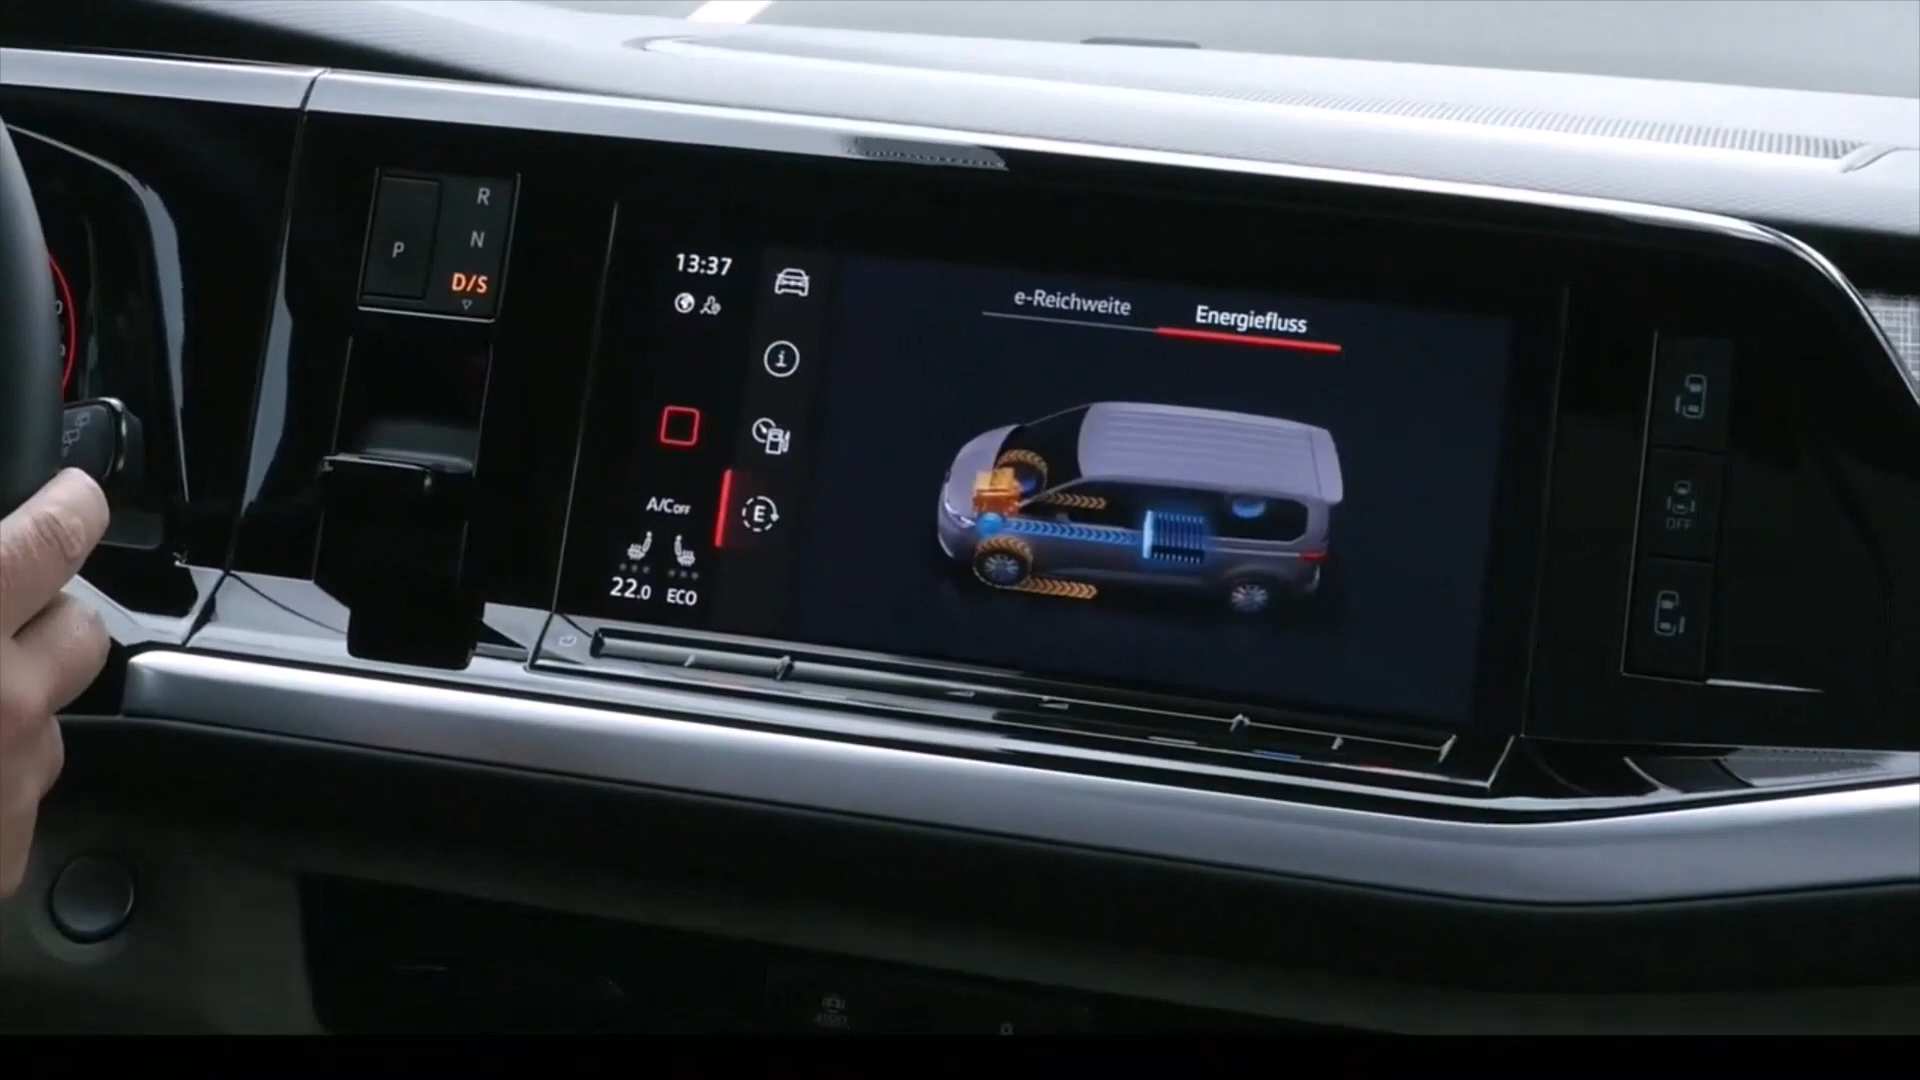 R
N
P
D/S
13:37
e-Reichweite
Energiefluss
i
E
A/C OFF
22.0 ECO
OFF